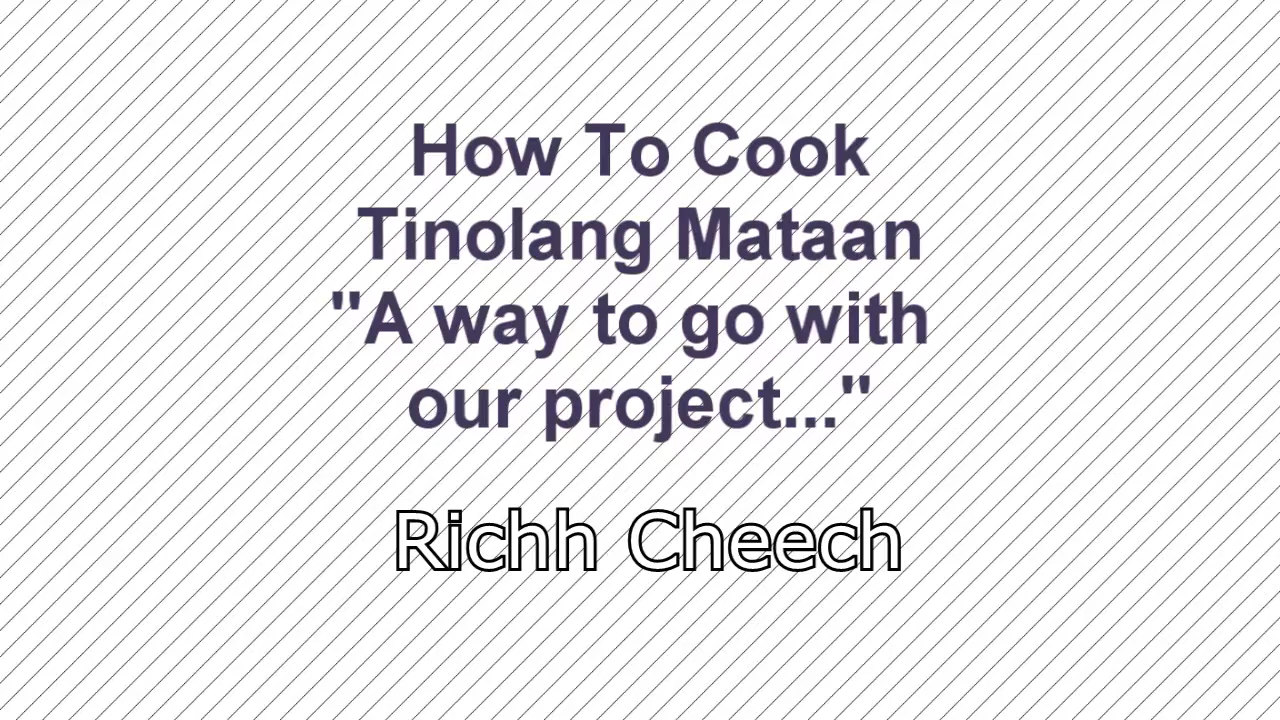 How To Cook
Tinolang Mataan
"A way to go with
our project..."
Richh Cheech